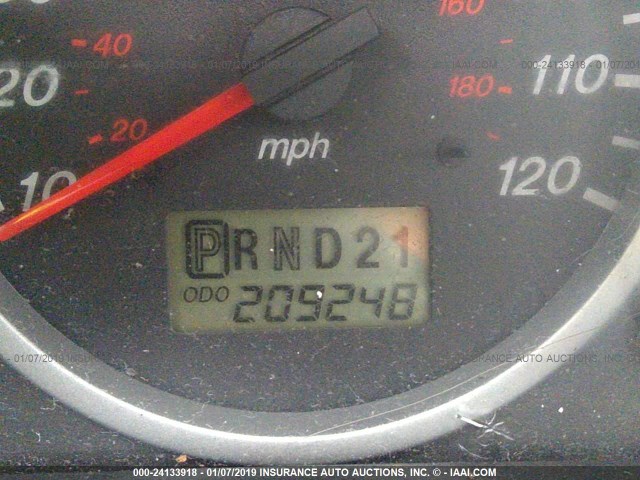 160
40
20
110
180
20
mph
10
120
PRND21
ODO 209248
000-24133918 - 01/07/2019 INSURANCE AUTO AUCTIONS, INC. © - IAAI.COM